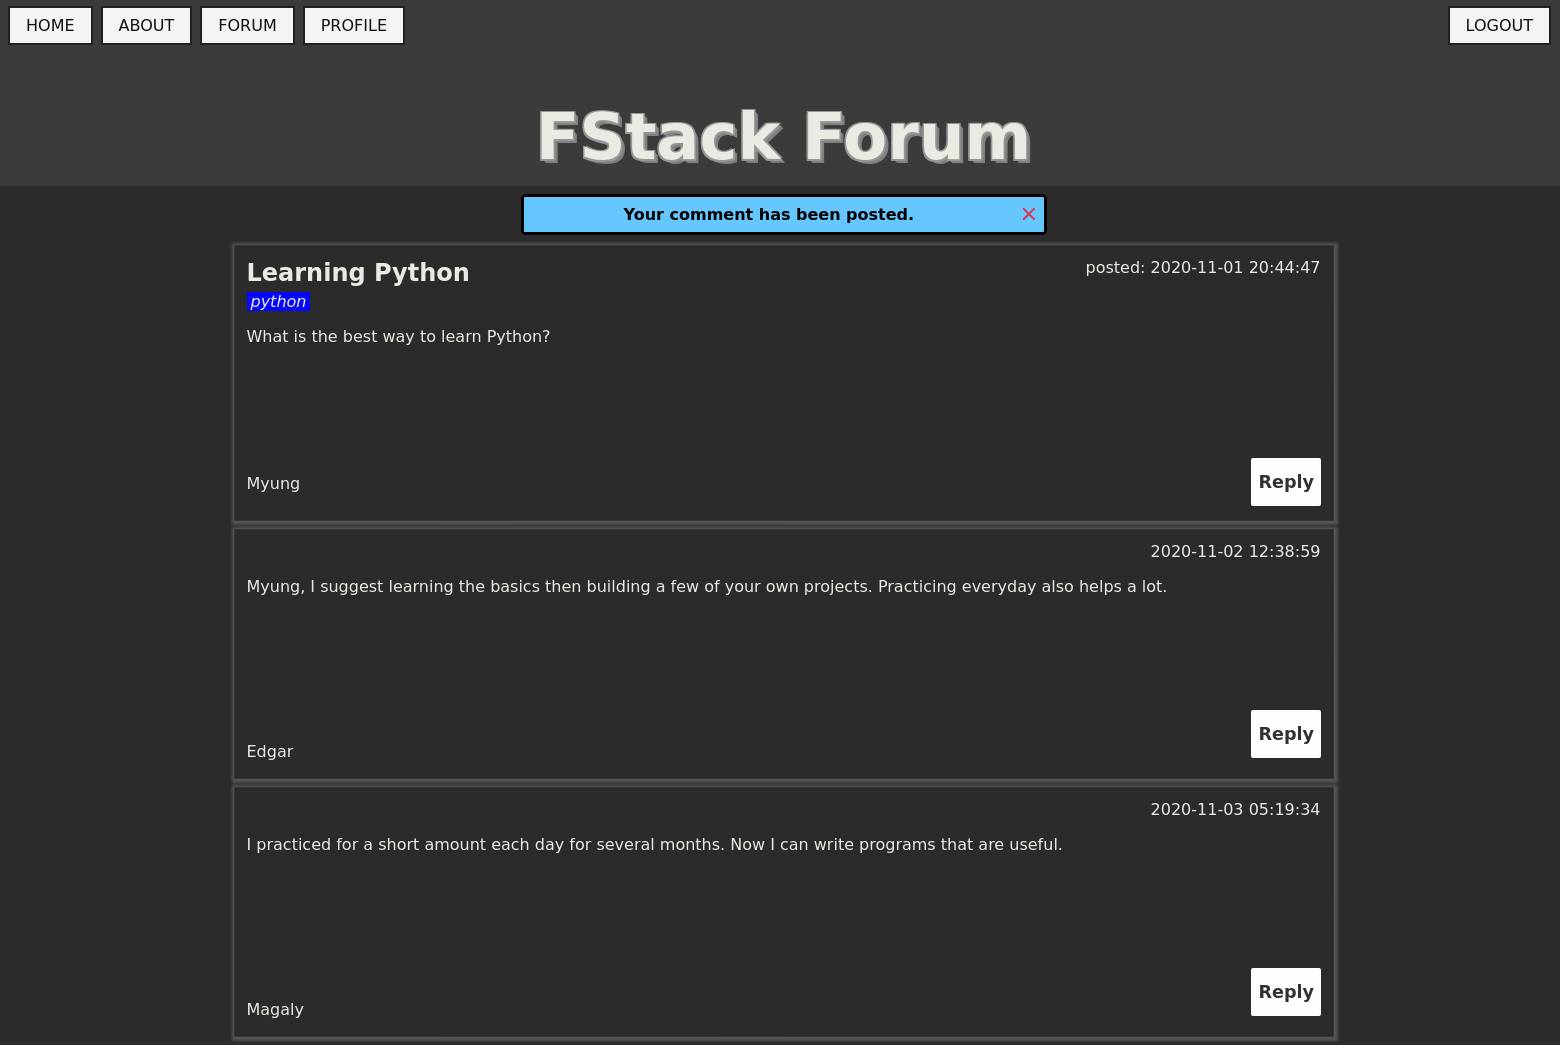 HOME ABOUT FORUM PROFILE LOGOUT
FStack Forum
Your comment has been posted.
Learning Python posted: 2020-11-01 20:44:47
python
What is the best way to learn Python?
Myung Reply
2020-11-02 12:38:59
Myung, I suggest learning the basics then building a few of your own projects. Practicing everyday also helps a lot.
Edgar Reply
2020-11-03 05:19:34
I practiced for a short amount each day for several months. Now I can write programs that are useful.
Magaly Reply